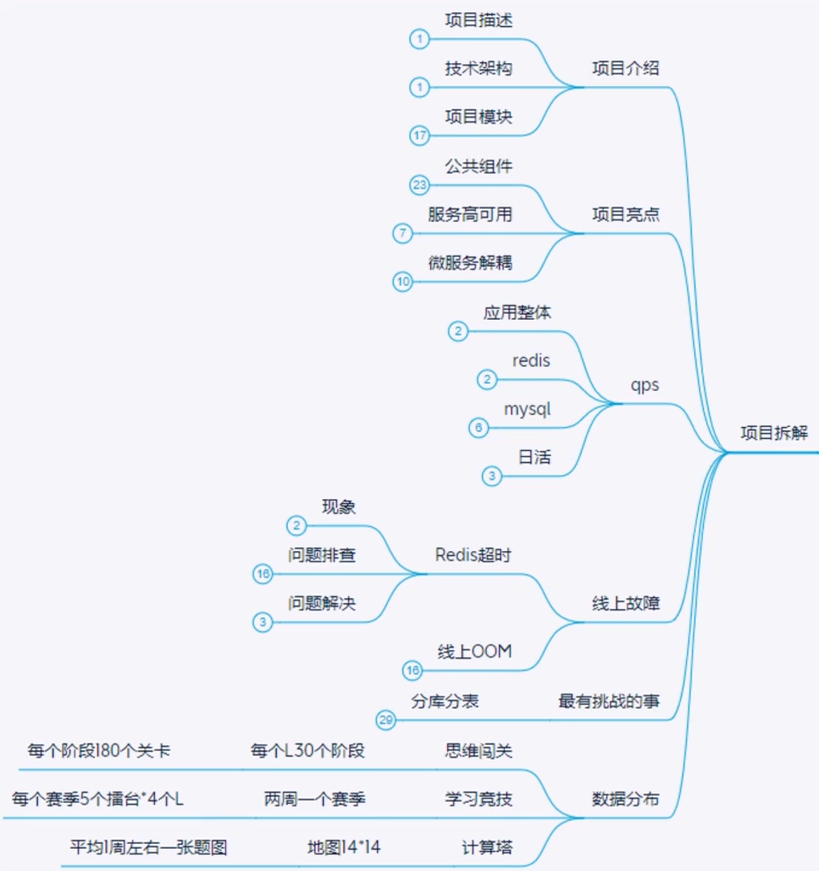 项目描述
1
技术架构
项目介绍
1
项目模块
17
公共组件
23
服务高可用
项目亮点
7
微服务解耦
10
应用整体
2
redis
2
qps
mysql
6
项目拆解
日活
3
现象
2
问题排查
Redis超时
16
问题解决
线上故障
3
线上OOM
16
分库分表
最有挑战的事
29
每个阶段180个关卡
每个L30个阶段
思维闯关
每个赛季5个擂台*4个L
两周一个赛季
学习竞技
数据分布
平均1周左右一张题图
地图14*14
计算塔